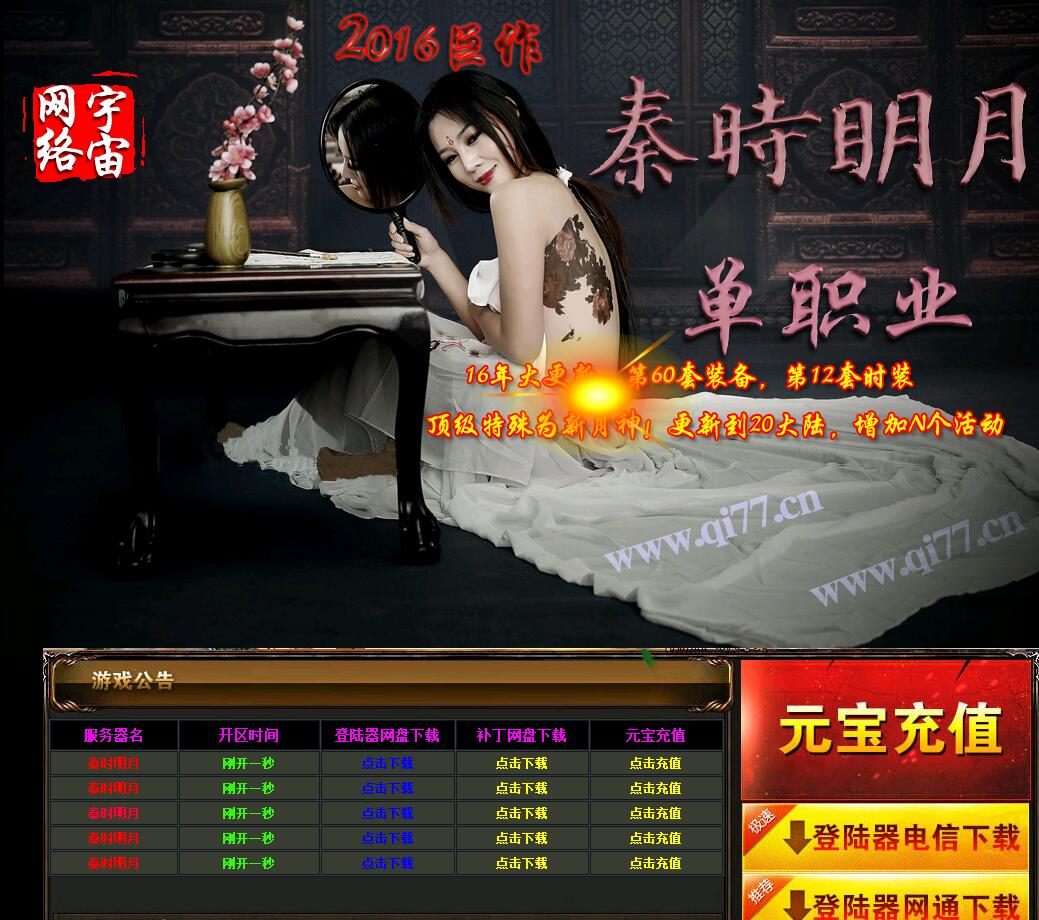 2016巨作
宇宙
网络
秦時明月
单职业
16年大更新 第60套装备，第12套时装
顶级特殊为新月神！更新到20大陆，增加N个活动
www.qi77.cn
www.qi77.cn
游戏公告
元宝充值
服务器名 开区时间 登陆器网盘下载 补丁网盘下载 元宝充值
秦时明月 刚开一秒 点击下载 点击下载 点击充值
秦时明月 刚开一秒 点击下载 点击下载 点击充值
秦时明月 刚开一秒 点击下载 点击下载 点击充值
秦时明月 刚开一秒 点击下载 点击下载 点击充值
秦时明月 刚开一秒 点击下载 点击下载 点击充值
极速
登陆器电信下载
推荐
登陆器网通下载